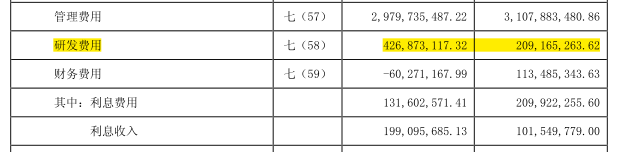 管理费用 七（57） 2,979,735,487.22 3,107,883,480.86
研发费用 七（58） 426,873,117.32 209,165,263.62
财务费用 七（59） -60,271,167.99 113,485,343.63
其中：利息费用 131,602,571.41 209,922,255.60
利息收入 199,095,685.13 101,549,779.00